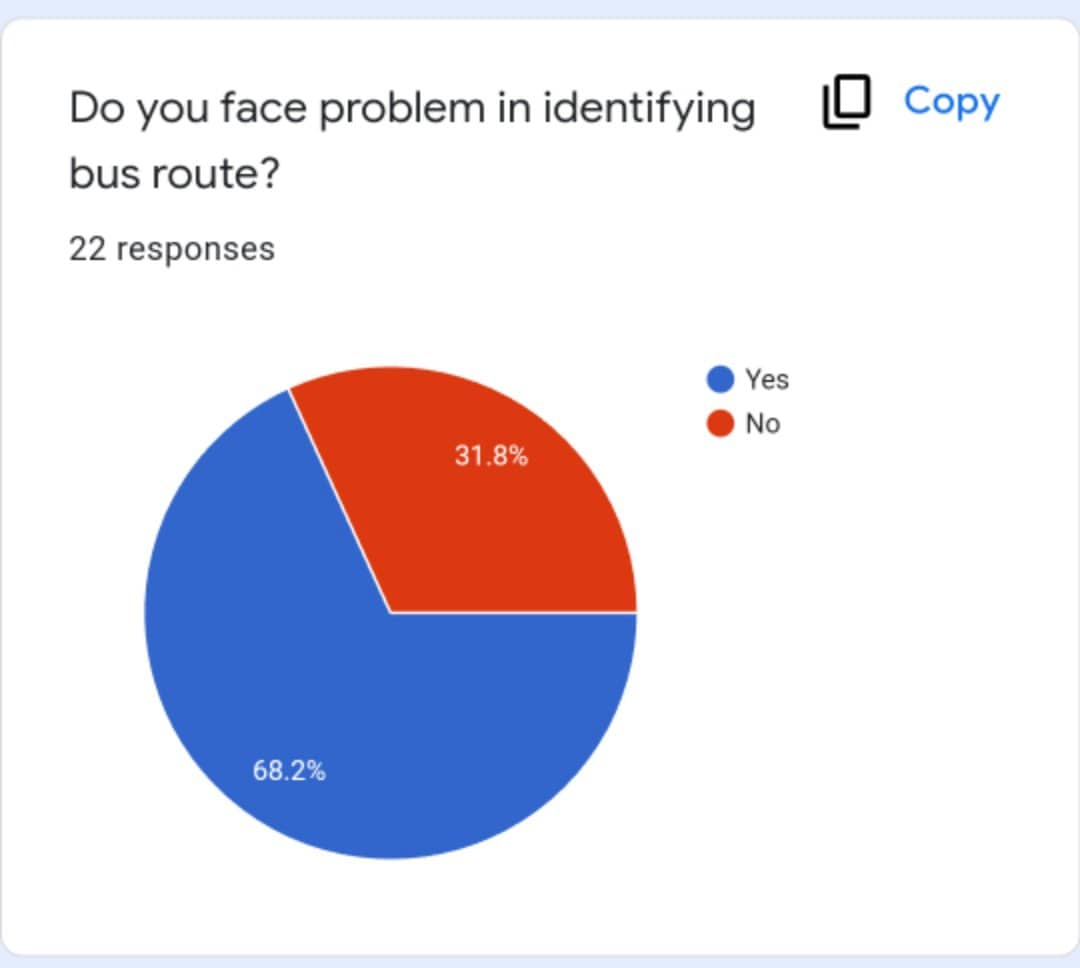 Do you face problem in identifying
bus route?
Copy
22 responses
Yes
No
31.8%
68.2%